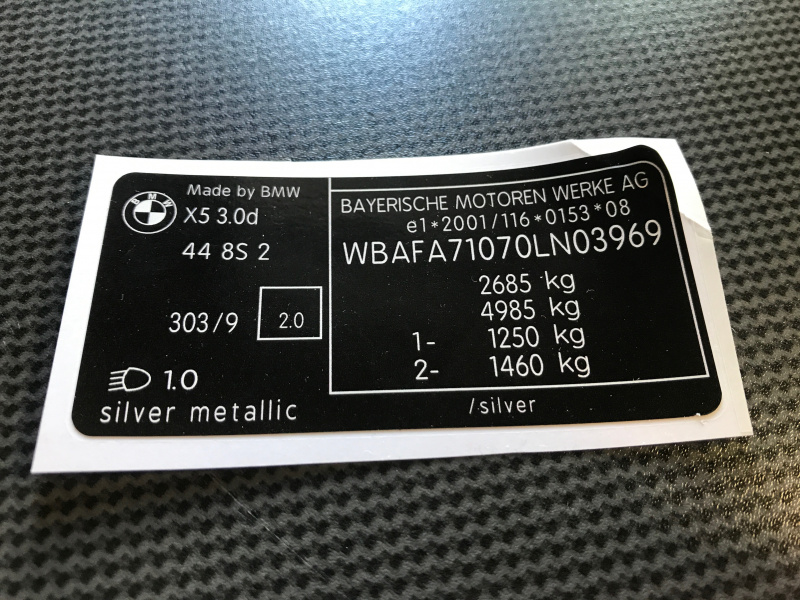 BMW
Made by BMW
X5 3.0d
44 8S 2
303/9 2.0
1.0
silver metallic
BAYERISCHE MOTOREN WERKE AG
e1*2001/116*0153*08
WBAFA71070LN03969
2685 kg
4985 kg
1- 1250 kg
2- 1460 kg
/silver